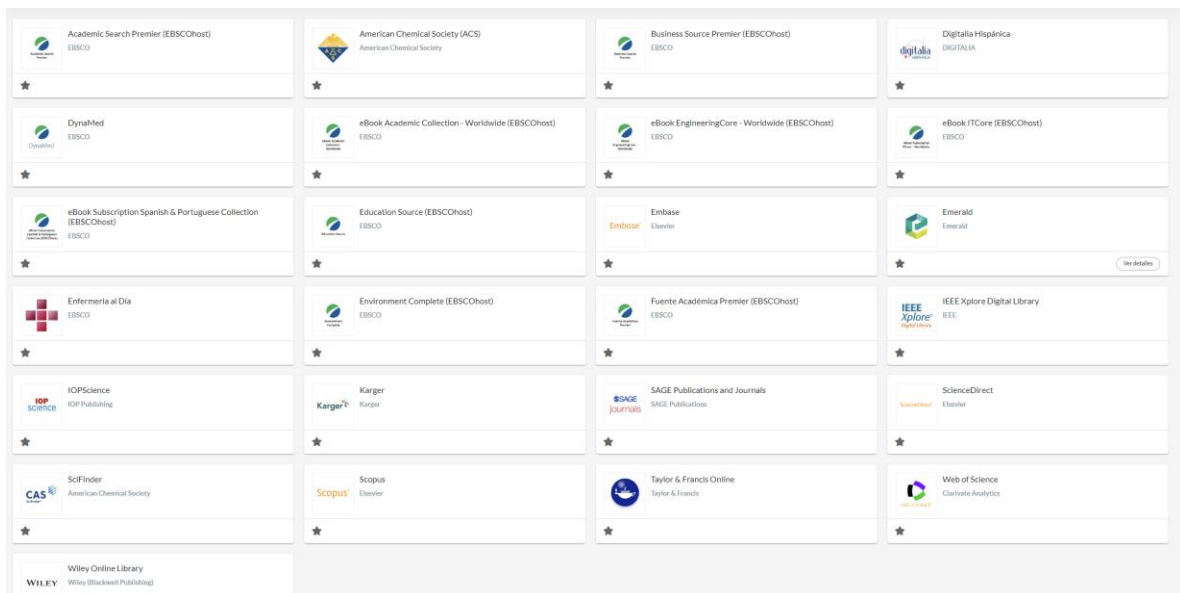 Academic Search Premier (EBSCOhost)
EBSCO
American Chemical Society (ACS)
American Chemical Society
Business Source Premier (EBSCOhost)
EBSCO
digitalia
Digitalia Hispánica
DIGITALIA
DynaMed
DynaMed
EBSCO
eBook Academic Collection - Worldwide (EBSCOhost)
EBSCO
eBook EngineeringCore - Worldwide (EBSCOhost)
EBSCO
eBook ITCore (EBSCOhost)
EBSCO
eBook Subscription Spanish & Portuguese Collection
(EBSCOhost)
EBSCO
Education Source (EBSCOhost)
EBSCO
Embase
Embase
Elsevier
Emerald
Emerald
Ver detalles
Enfermeria al Día
EBSCO
Environment Complete (EBSCOhost)
EBSCO
Fuente Académica Premier (EBSCOhost)
EBSCO
IEEE
Xplore
Digital Library
IEEE Xplore Digital Library
IEEE
IOP
science
IOPScience
IOP Publishing
Karger
Karger
Karger
SAGE
journals
SAGE Publications and Journals
SAGE Publications
ScienceDirect
ScienceDirect
Elsevier
CAS
SciFinder
American Chemical Society
Scopus
Scopus
Elsevier
Taylor & Francis Online
Taylor & Francis
Web of Science
Clarivate Analytics
WILEY
Wiley Online Library
Wiley (Blackwell Publishing)